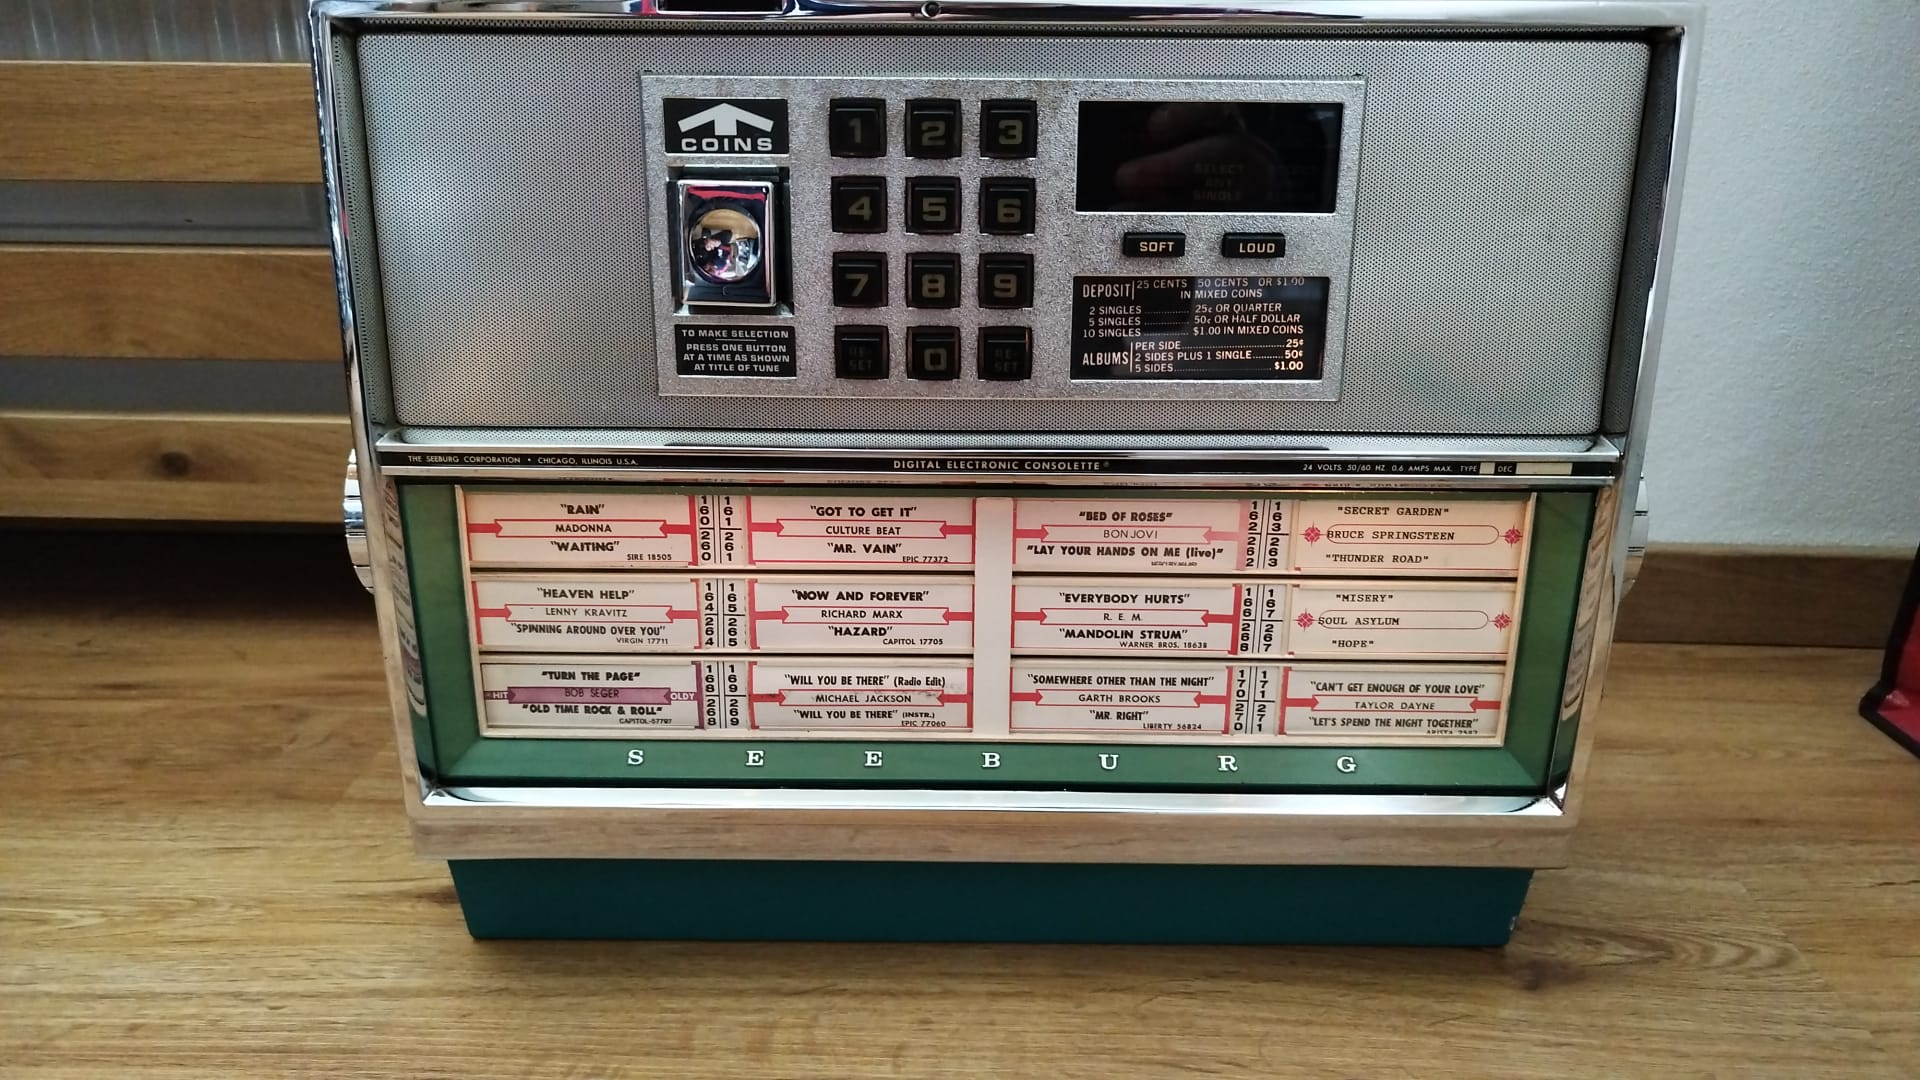 COINS
1 2 3
4 5 6
7 8 9
RE-SET 0 RE-SET
TO MAKE SELECTION
PRESS ONE BUTTON
AT A TIME AS SHOWN
AT TITLE OF TUNE
SELECT
ANY
SINGLE
SOFT LOUD
DEPOSIT 25 CENTS 50 CENTS OR $1.00
IN MIXED COINS
2 SINGLES 25¢ OR QUARTER
5 SINGLES 50¢ OR HALF DOLLAR
10 SINGLES $1.00 IN MIXED COINS
ALBUMS
PER SIDE 25¢
2 SIDES PLUS 1 SINGLE 50¢
5 SIDES $1.00
THE SEEBURG CORPORATION • CHICAGO, ILLINOIS U.S.A.
DIGITAL ELECTRONIC CONSOLETTE®
24 VOLTS 50/60 HZ 0.6 AMPS MAX. TYPE DEC
"RAIN"
MADONNA
"WAITING"
SIRE 18505
160 260
161 261
"GOT TO GET IT"
CULTURE BEAT
"MR. VAIN"
EPIC 77372
"BED OF ROSES"
BON JOVI
"LAY YOUR HANDS ON ME (live)"
162 262
163 263
"SECRET GARDEN"
BRUCE SPRINGSTEEN
"THUNDER ROAD"
"HEAVEN HELP"
LENNY KRAVITZ
"SPINNING AROUND OVER YOU"
VIRGIN 17711
164 264
165 265
"NOW AND FOREVER"
RICHARD MARX
"HAZARD"
CAPITOL 17705
"EVERYBODY HURTS"
R. E. M.
"MANDOLIN STRUM"
WARNER BROS. 18638
166 266
167 267
"MISERY"
SOUL ASYLUM
"HOPE"
"TURN THE PAGE"
HIT BOB SEGER OLDY
"OLD TIME ROCK & ROLL"
CAPITOL-57797
168 268
169 269
"WILL YOU BE THERE" (Radio Edit)
MICHAEL JACKSON
"WILL YOU BE THERE" (INSTR.)
EPIC 77060
"SOMEWHERE OTHER THAN THE NIGHT"
GARTH BROOKS
"MR. RIGHT"
LIBERTY 56824
170 270
171 271
"CAN'T GET ENOUGH OF YOUR LOVE"
TAYLOR DAYNE
"LET'S SPEND THE NIGHT TOGETHER"
ARISTA 2582
SEEBURG